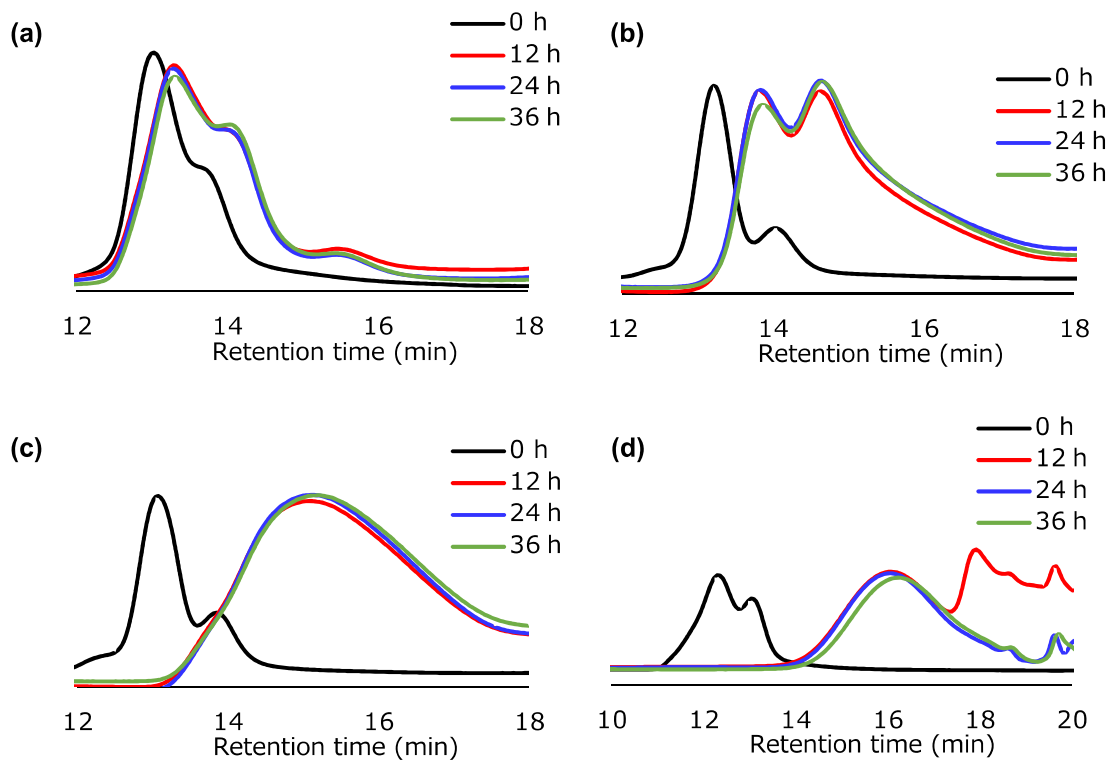 (a)
0 h
12 h
24 h
36 h
12 14 16 18
Retention time (min)
(b)
0 h
12 h
24 h
36 h
12 14 16 18
Retention time (min)
(c)
0 h
12 h
24 h
36 h
12 14 16 18
Retention time (min)
(d)
0 h
12 h
24 h
36 h
10 12 14 16 18 20
Retention time (min)